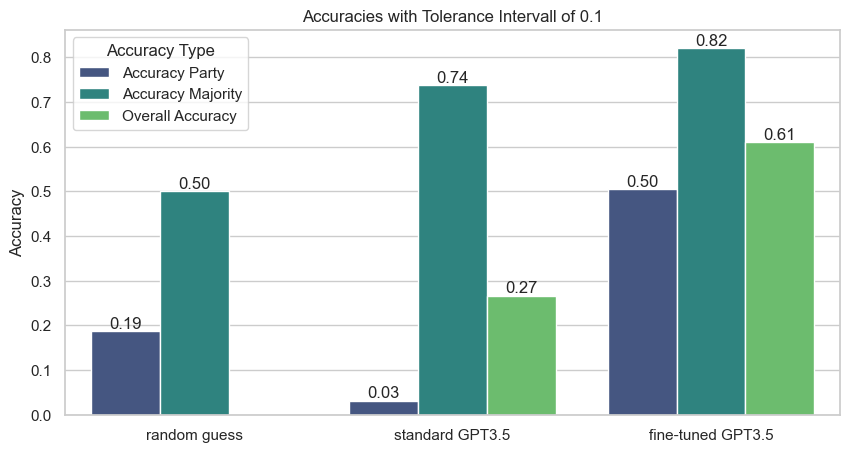 Accuracies with Tolerance Intervall of 0.1
Accuracy Type
Accuracy Party
Accuracy Majority
Overall Accuracy
Accuracy
0.8
0.7
0.6
0.5
0.4
0.3
0.2
0.1
0.0
0.19
0.50
0.03
0.74
0.27
0.50
0.82
0.61
random guess
standard GPT3.5
fine-tuned GPT3.5